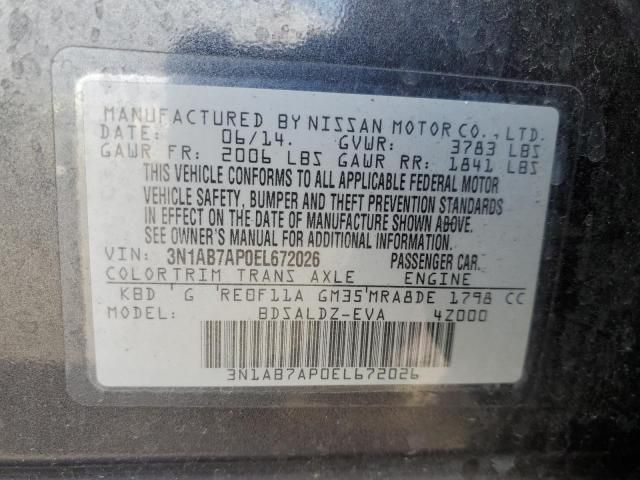 MANUFACTURED BY NISSAN MOTOR CO., LTD.
DATE: 06/14. GVWR: 3783 LBS
GAWR FR: 2006 LBS GAWR RR: 1841 LBS
THIS VEHICLE CONFORMS TO ALL APPLICABLE FEDERAL MOTOR
VEHICLE SAFETY, BUMPER AND THEFT PREVENTION STANDARDS
IN EFFECT ON THE DATE OF MANUFACTURE SHOWN ABOVE.
SEE OWNER'S MANUAL FOR ADDITIONAL INFORMATION.
VIN: 3N1AB7AP0EL672026 PASSENGER CAR.
COLOR TRIM TRANS AXLE ENGINE
KBD G RE0F11A GM35 MRA8DE 1798 CC
MODEL: BDSALDZ-EVA 4Z000
3N1AB7AP0EL672026